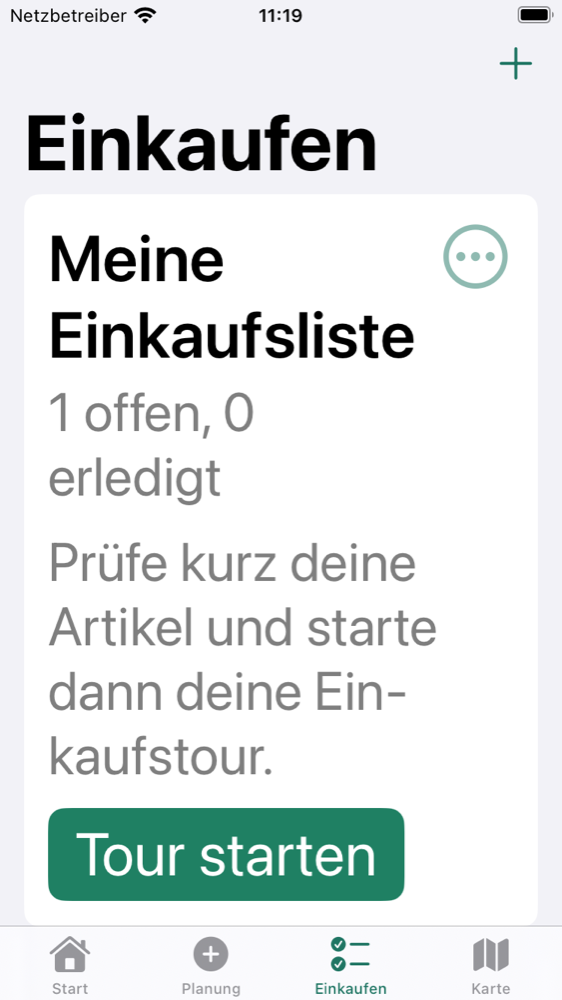 Netzbetreiber 11:19
Einkaufen
Meine
Einkaufsliste
1 offen, 0
erledigt
Prüfe kurz deine
Artikel und starte
dann deine Ein-
kaufstour.
Tour starten
Start Planung Einkaufen Karte